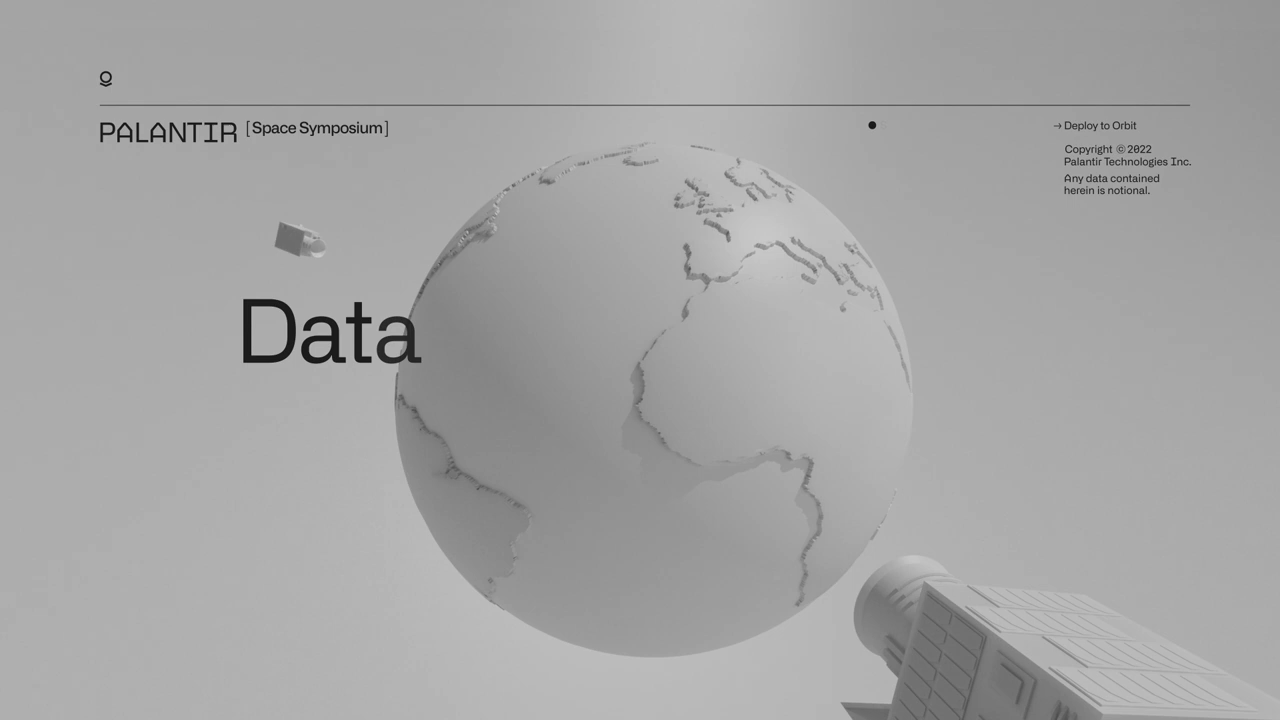 PALANTIR [Space Symposium]
→ Deploy to Orbit
Copyright © 2022
Palantir Technologies Inc.
Any data contained
herein is notional.
Data